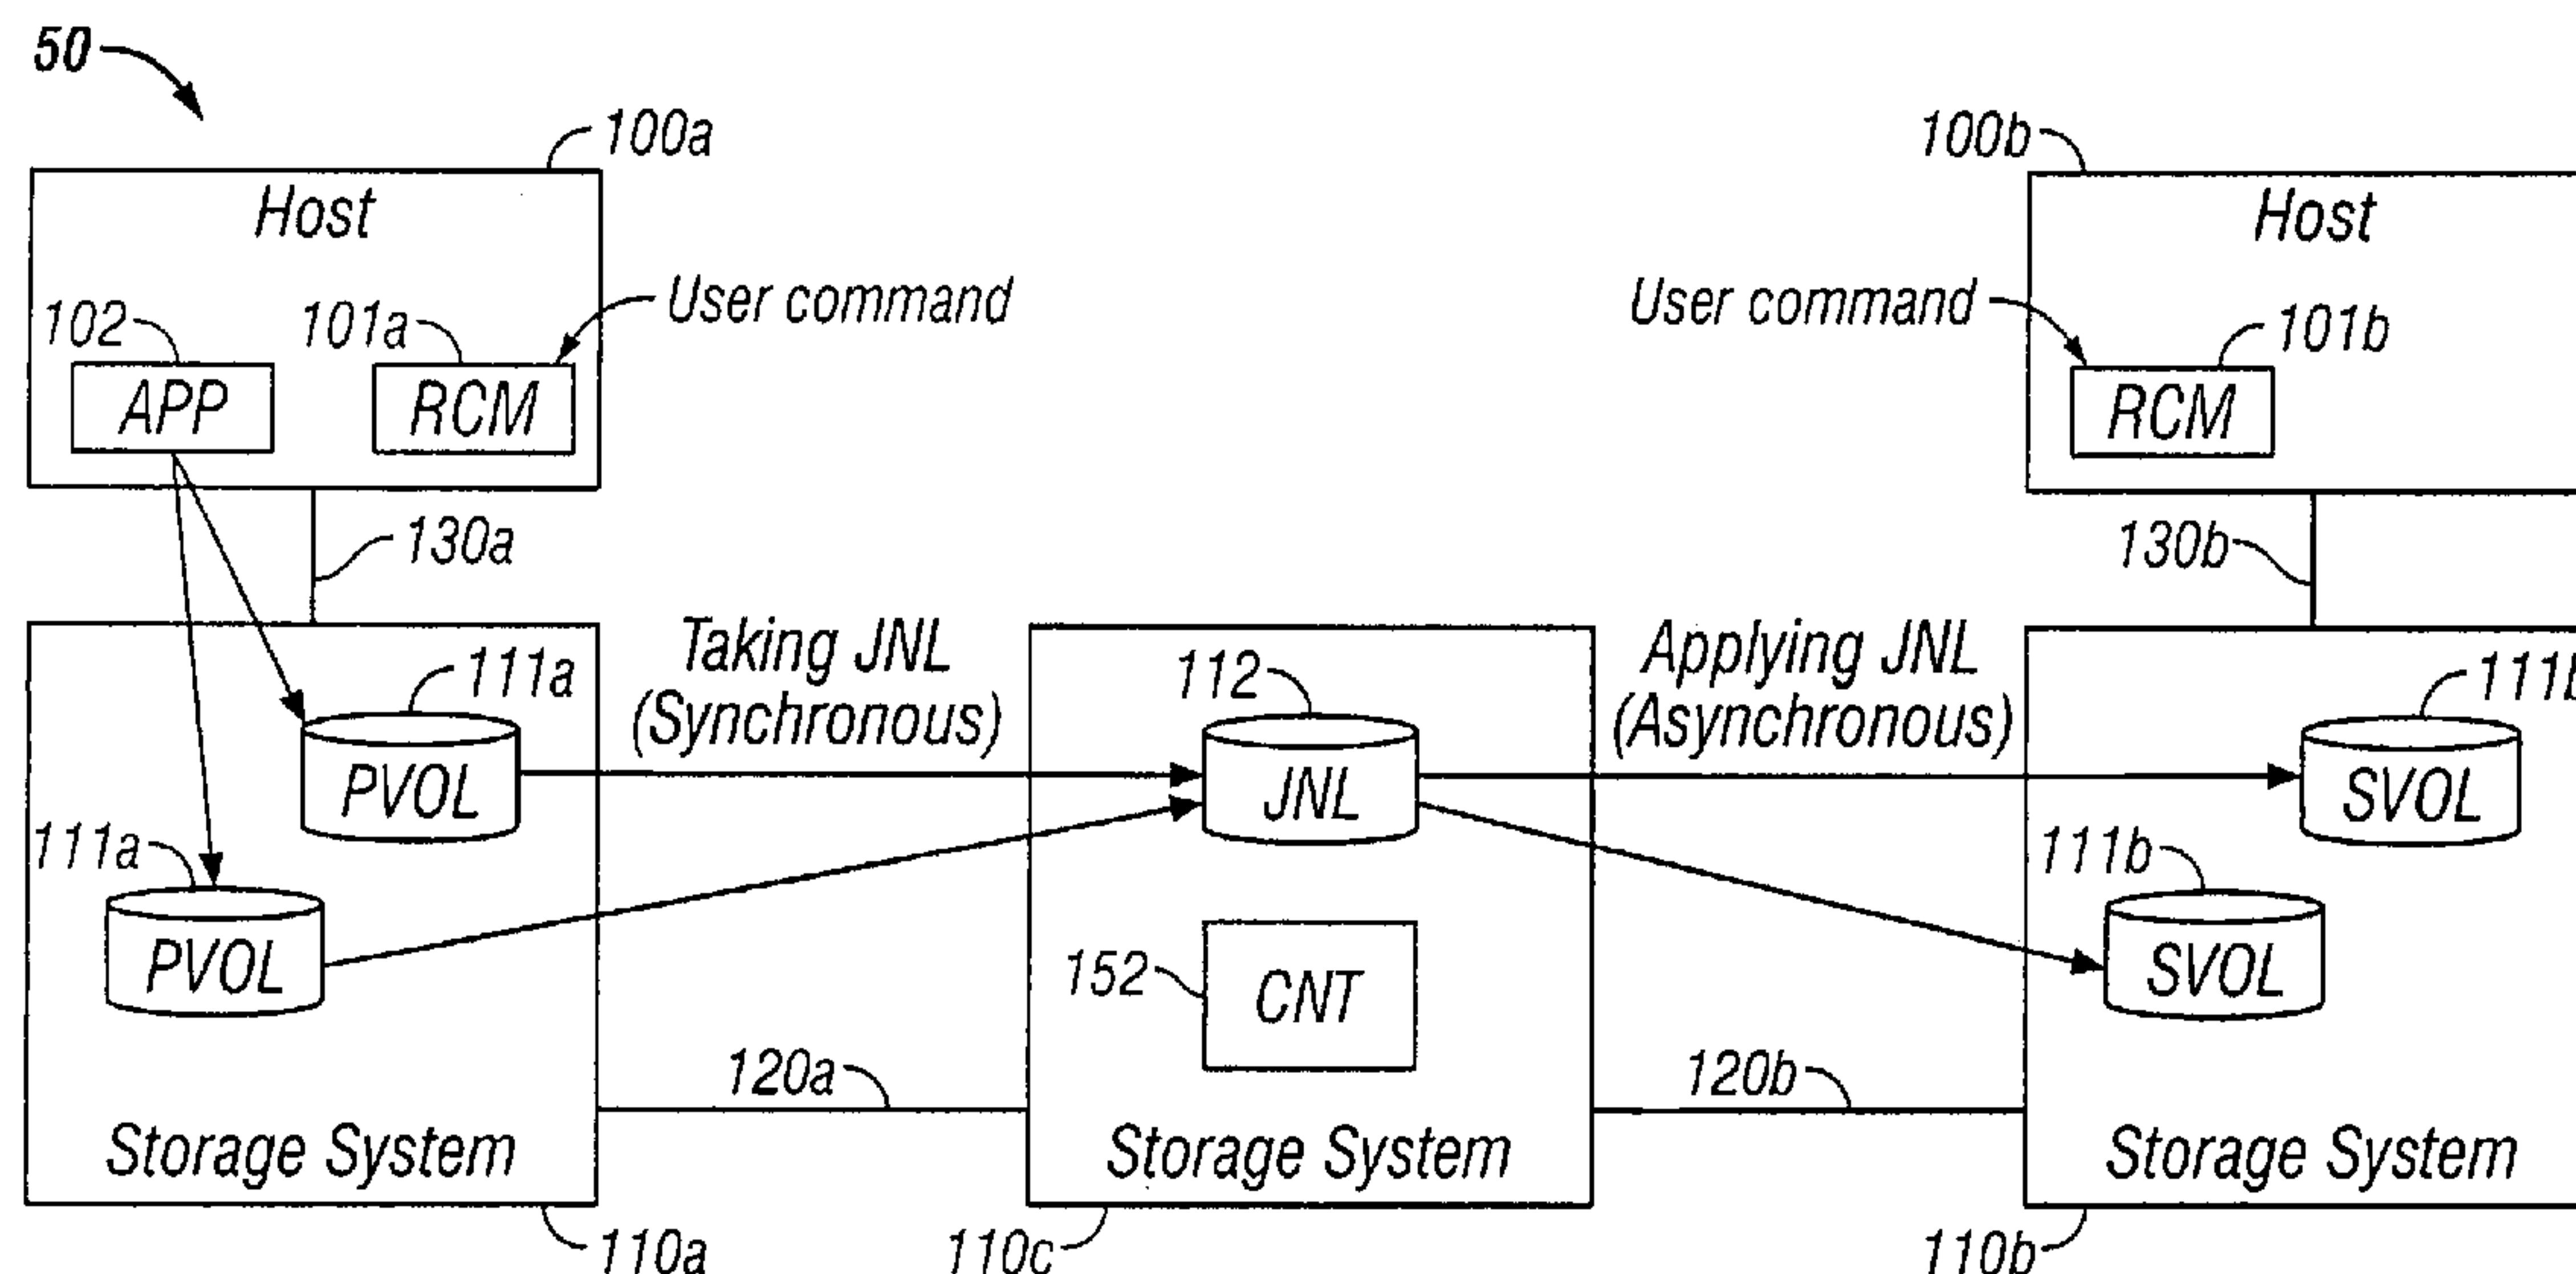 50
100a
100b
Host
Host
User command
User command
102
101a
101b
APP
RCM
RCM
130a
130b
Taking JNL
(Synchronous)
Applying JNL
(Asynchronous)
111a
112
111b
PVOL
JNL
SVOL
111a
111b
PVOL
152
CNT
SVOL
120a
120b
Storage System
Storage System
Storage System
110a
110c
110b